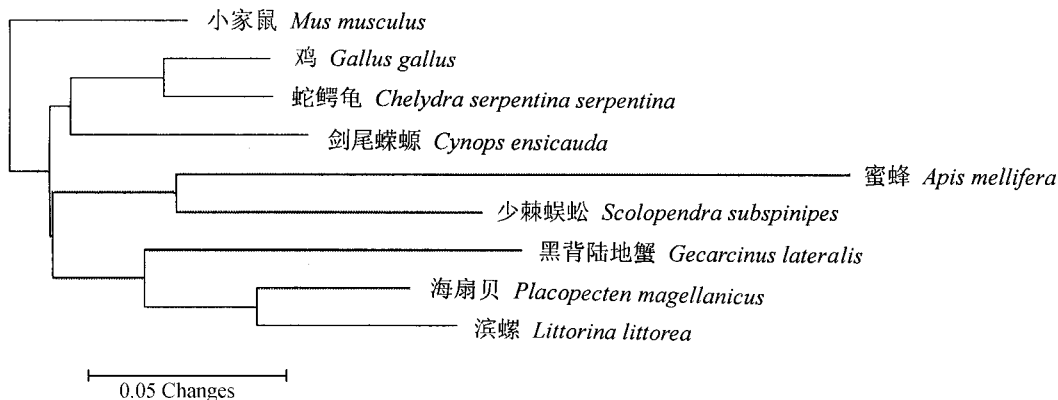 小家鼠 Mus musculus
鸡 Gallus gallus
蛇鳄龟 Chelydra serpentina serpentina
剑尾蝾螈 Cynops ensicauda
蜜蜂 Apis mellifera
少棘蜈蚣 Scolopendra subspinipes
黑背陆地蟹 Gecarcinus lateralis
海扇贝 Placopecten magellanicus
滨螺 Littorina littorea
0.05 Changes